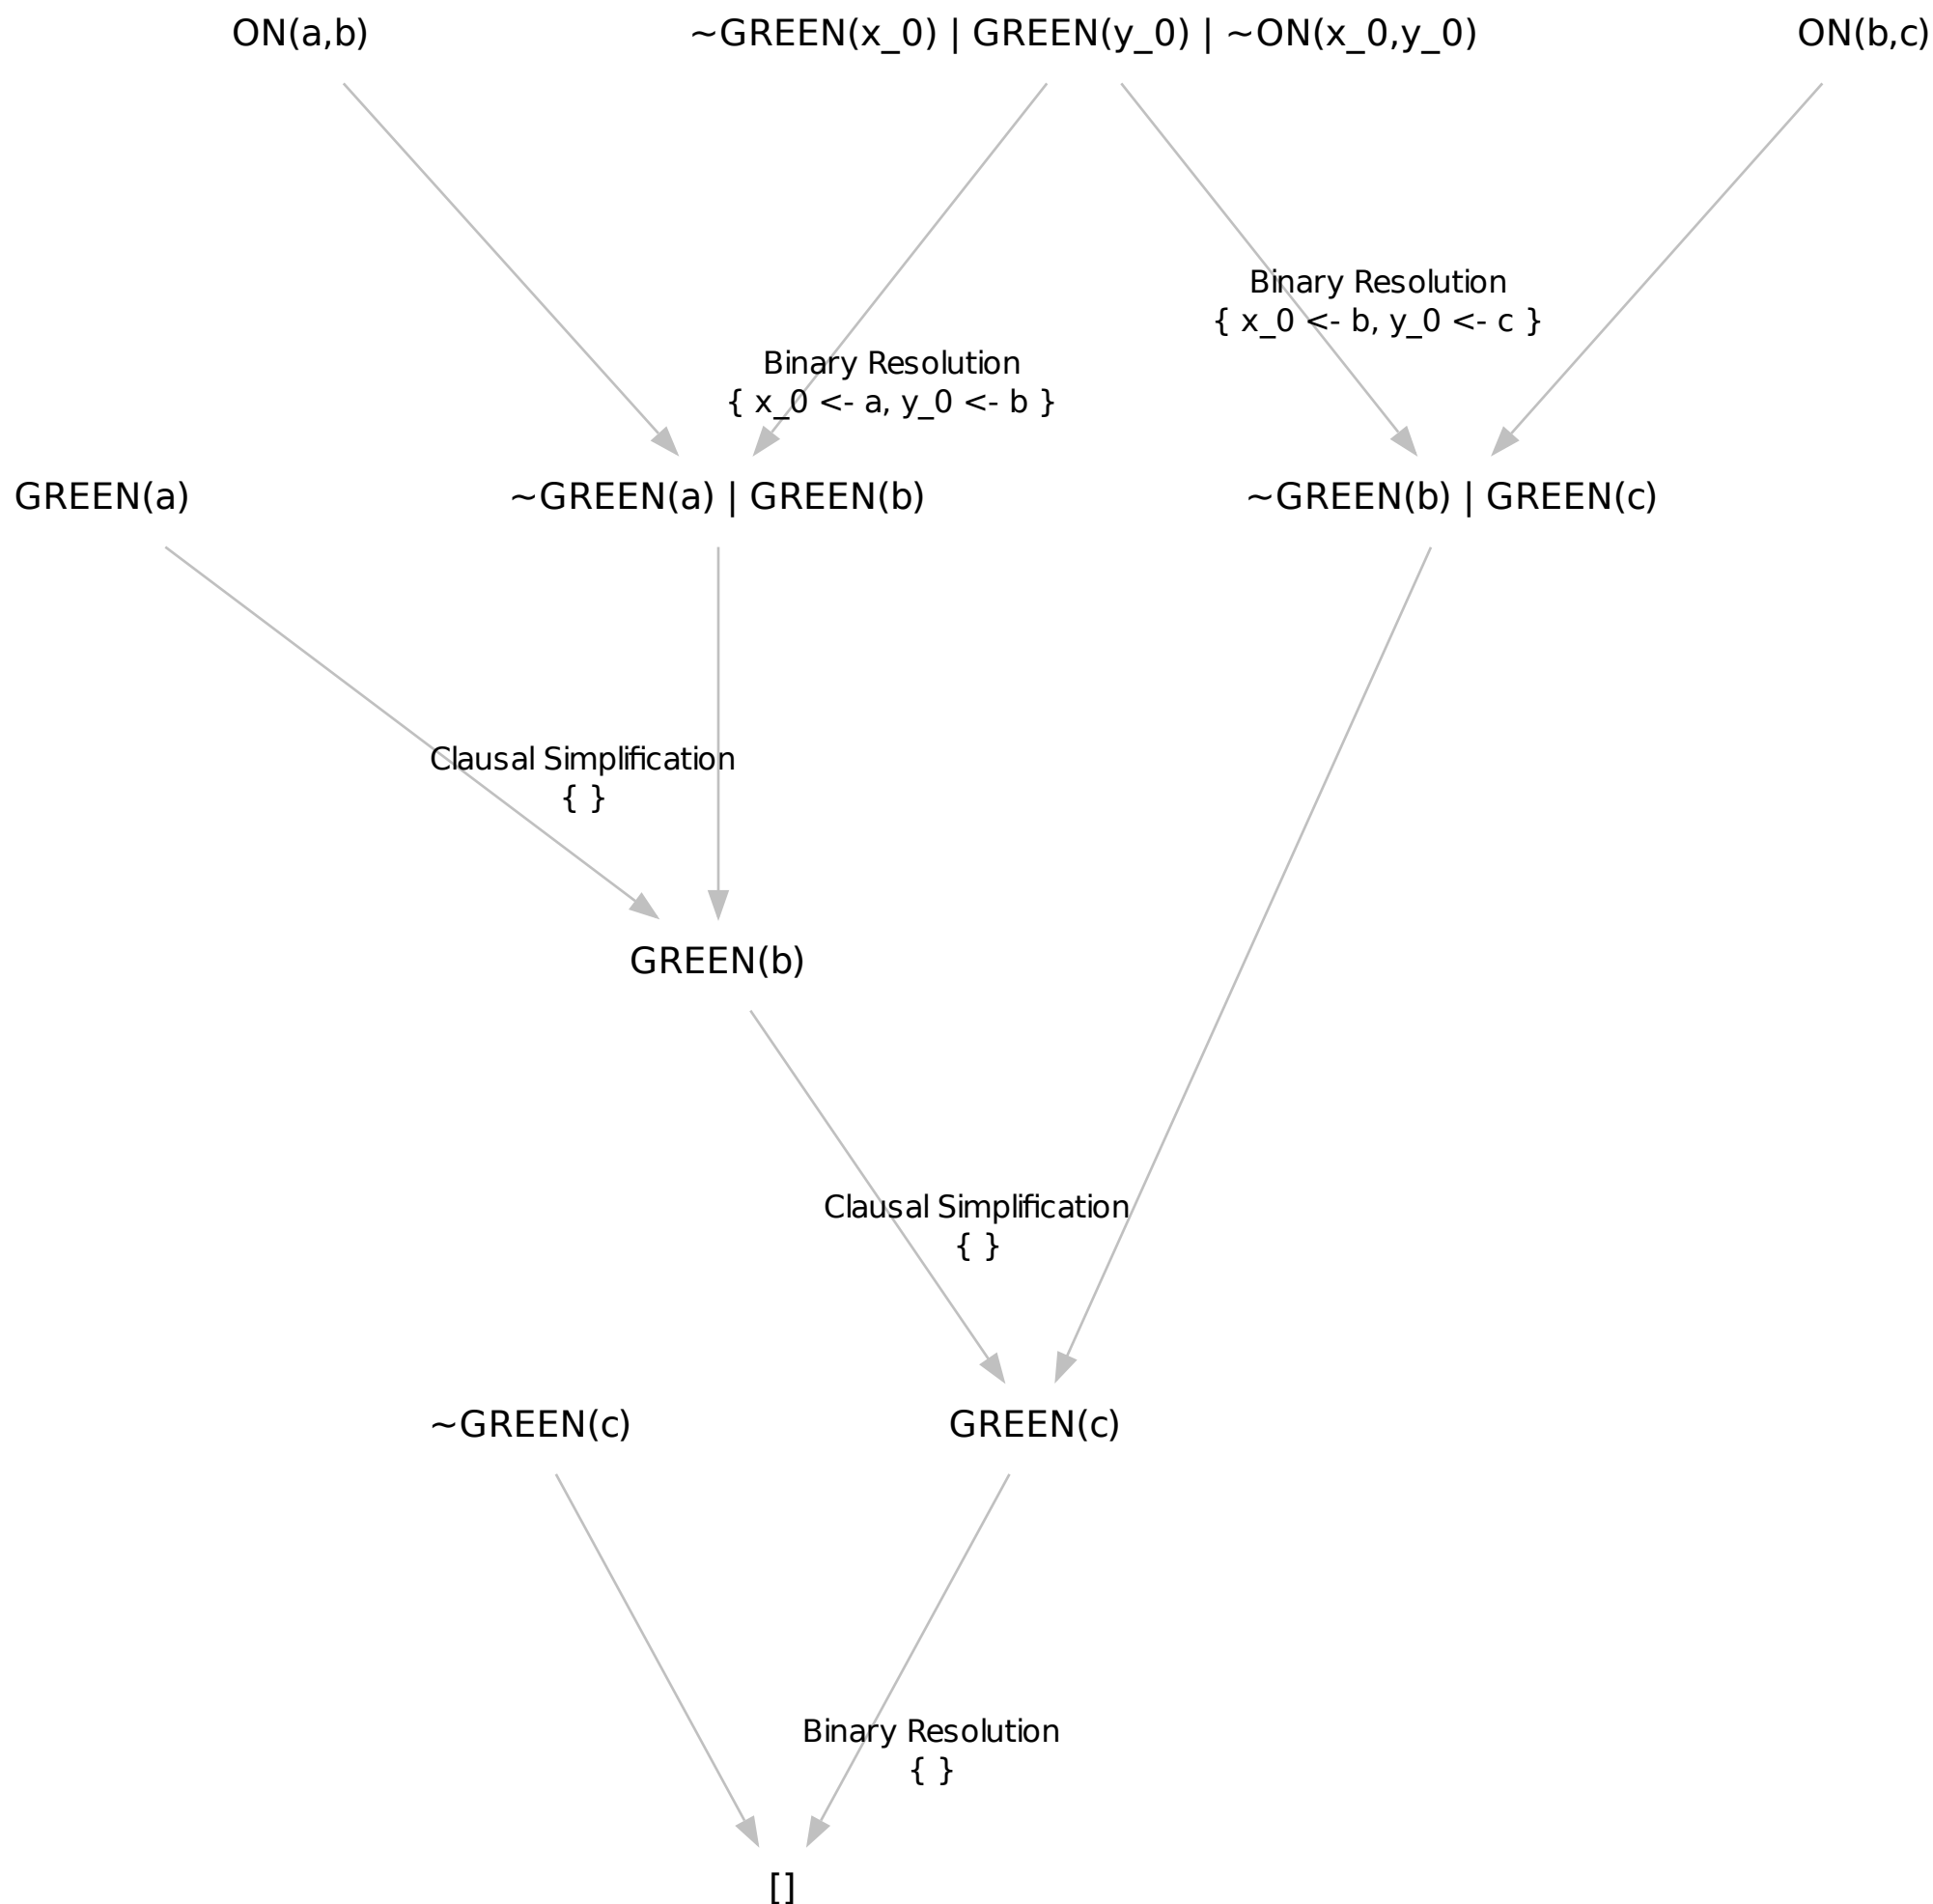 ON(a,b)
~GREEN(x_0) | GREEN(y_0) | ~ON(x_0,y_0)
ON(b,c)
Binary Resolution
{ x_0 <- b, y_0 <- c }
Binary Resolution
{ x_0 <- a, y_0 <- b }
GREEN(a)
~GREEN(a) | GREEN(b)
~GREEN(b) | GREEN(c)
Clausal Simplification
{ }
GREEN(b)
Clausal Simplification
{ }
~GREEN(c)
GREEN(c)
Binary Resolution
{ }
[]